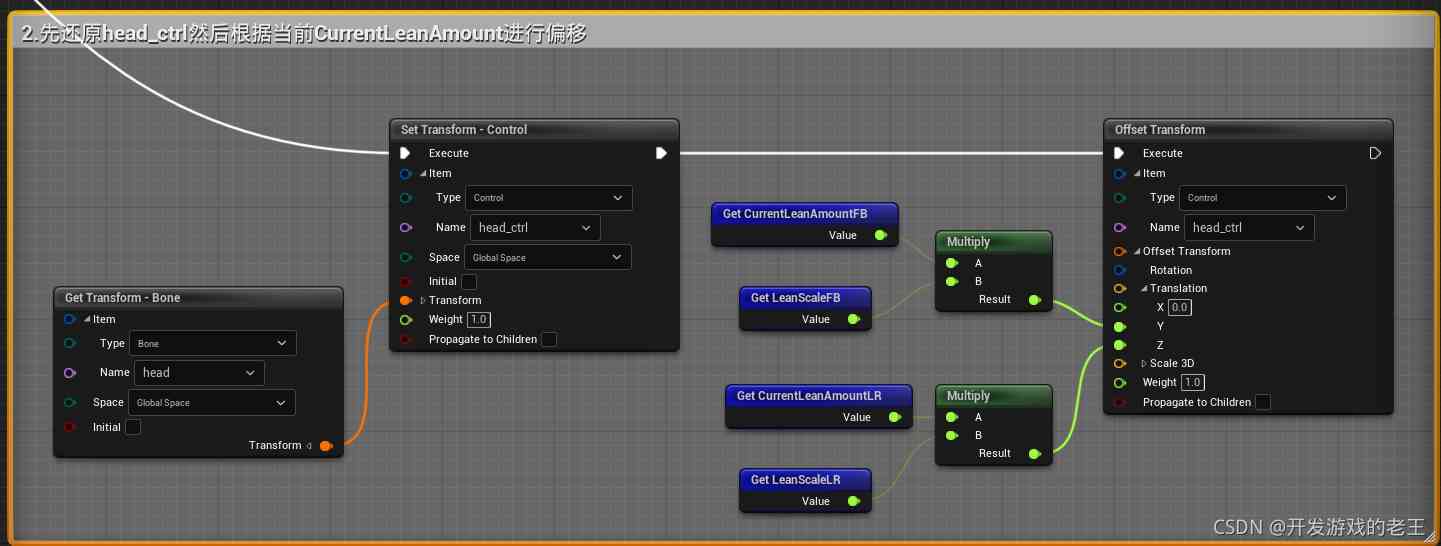 2.先还原head_ctrl然后根据当前CurrentLeanAmount进行偏移
Set Transform - Control
Execute
Item
Type Control
Name head_ctrl
Space Global Space
Initial
Transform
Weight 1.0
Propagate to Children
Get Transform - Bone
Item
Type Bone
Name head
Space Global Space
Initial
Transform
Get CurrentLeanAmountFB
Value
Get LeanScaleFB
Value
Multiply
A
B
Result
Get CurrentLeanAmountLR
Value
Get LeanScaleLR
Value
Multiply
A
B
Result
Offset Transform
Execute
Item
Type Control
Name head_ctrl
Offset Transform
Rotation
Translation
X 0.0
Y
Z
Scale 3D
Weight 1.0
Propagate to Children
CSDN @开发游戏的老王